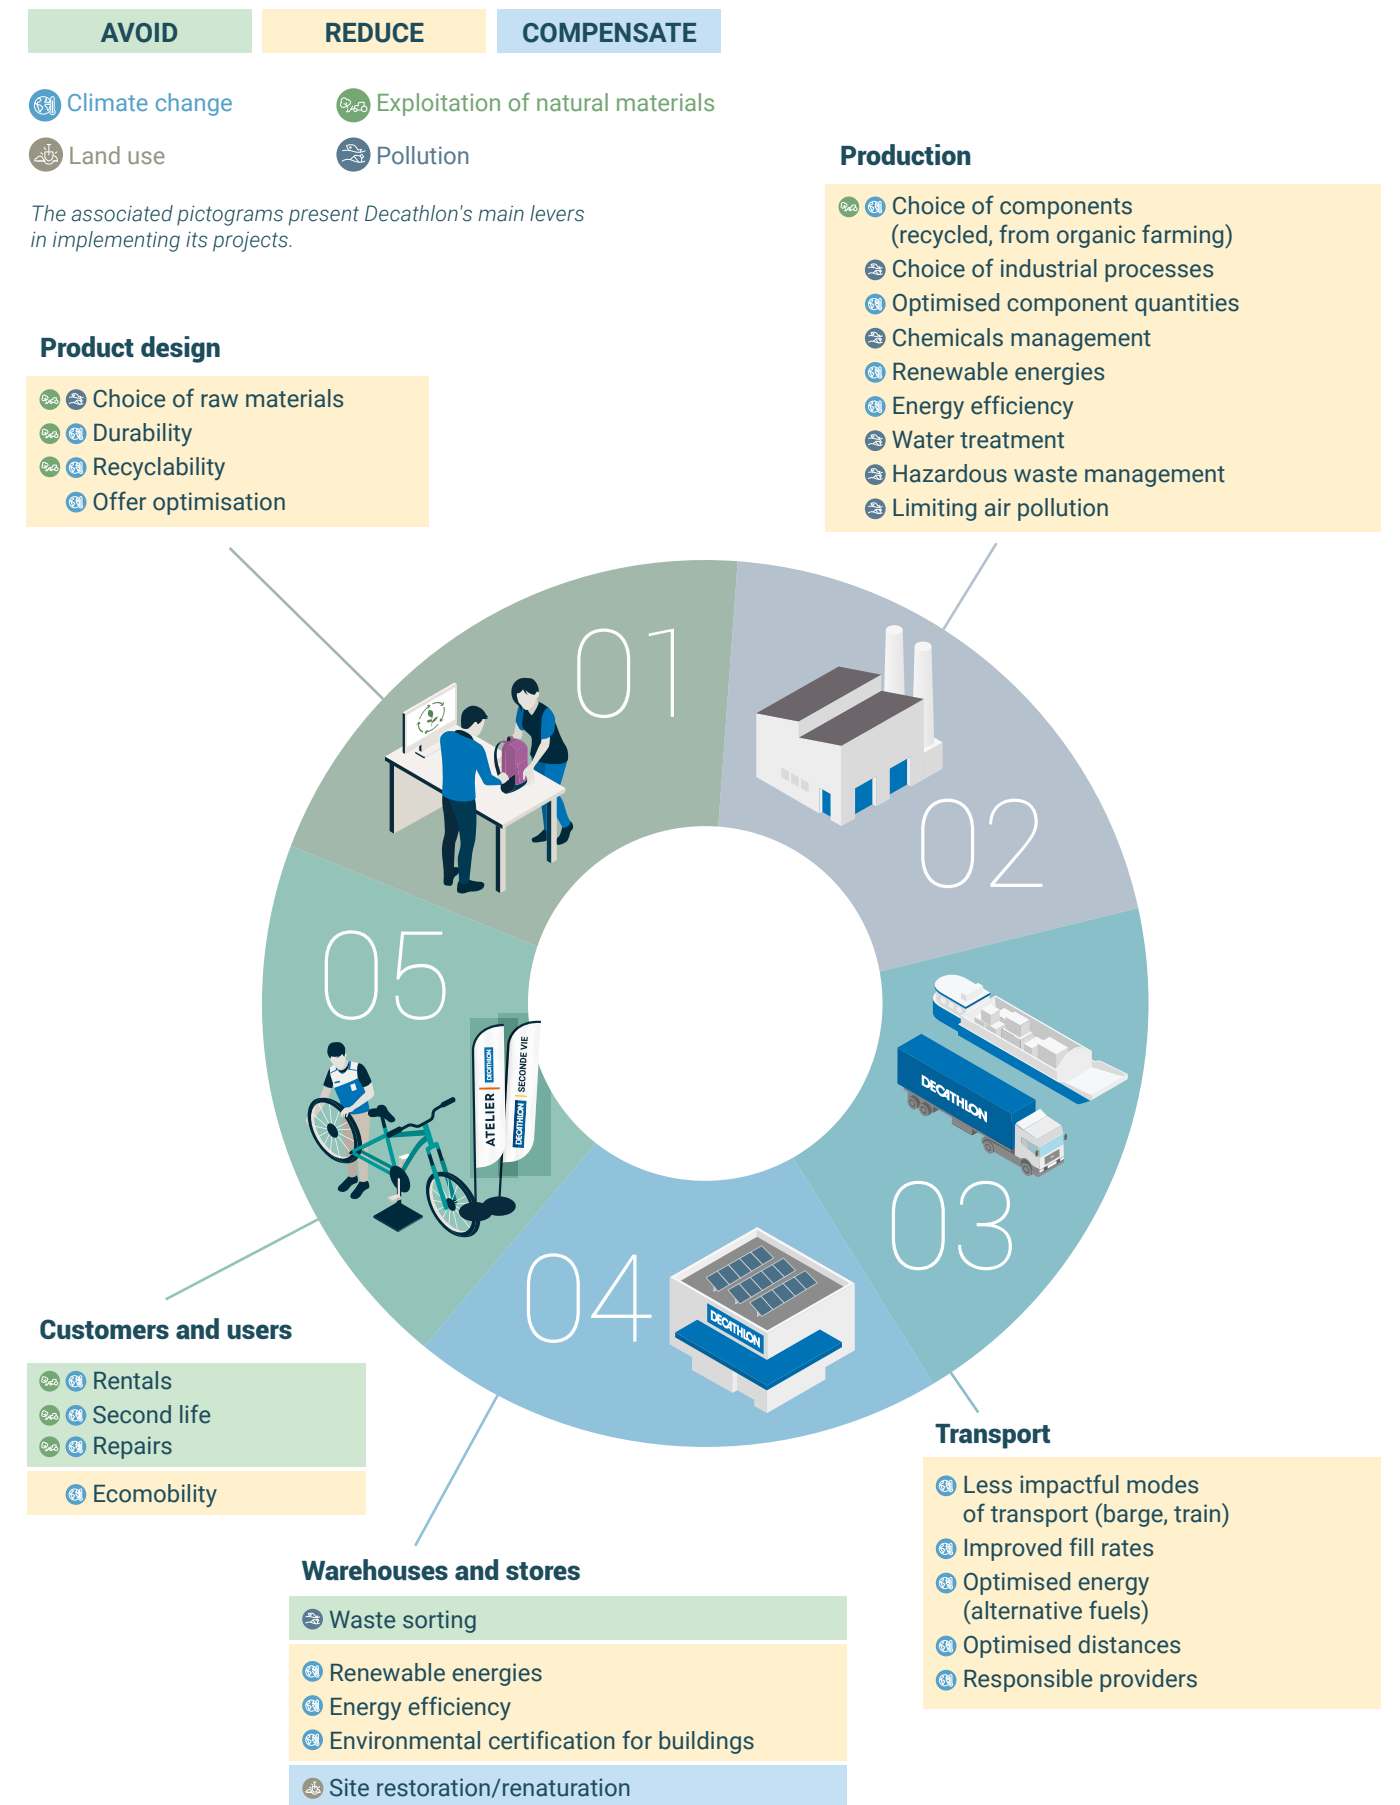 AVOID
REDUCE
COMPENSATE
Climate change
Exploitation of natural materials
Land use
Pollution
The associated pictograms present Decathlon's main levers
in implementing its projects.
Production
Choice of components
(recycled, from organic farming)
Choice of industrial processes
Optimised component quantities
Chemicals management
Renewable energies
Energy efficiency
Water treatment
Hazardous waste management
Limiting air pollution
Product design
Choice of raw materials
Durability
Recyclability
Offer optimisation
01
02
03
04
05
DECATHLON
DECATHLON
ATELIER DECATHLON
DECATHLON SECONDE VIE
Customers and users
Rentals
Second life
Repairs
Ecomobility
Transport
Less impactful modes
of transport (barge, train)
Improved fill rates
Optimised energy
(alternative fuels)
Optimised distances
Responsible providers
Warehouses and stores
Waste sorting
Renewable energies
Energy efficiency
Environmental certification for buildings
Site restoration/renaturation